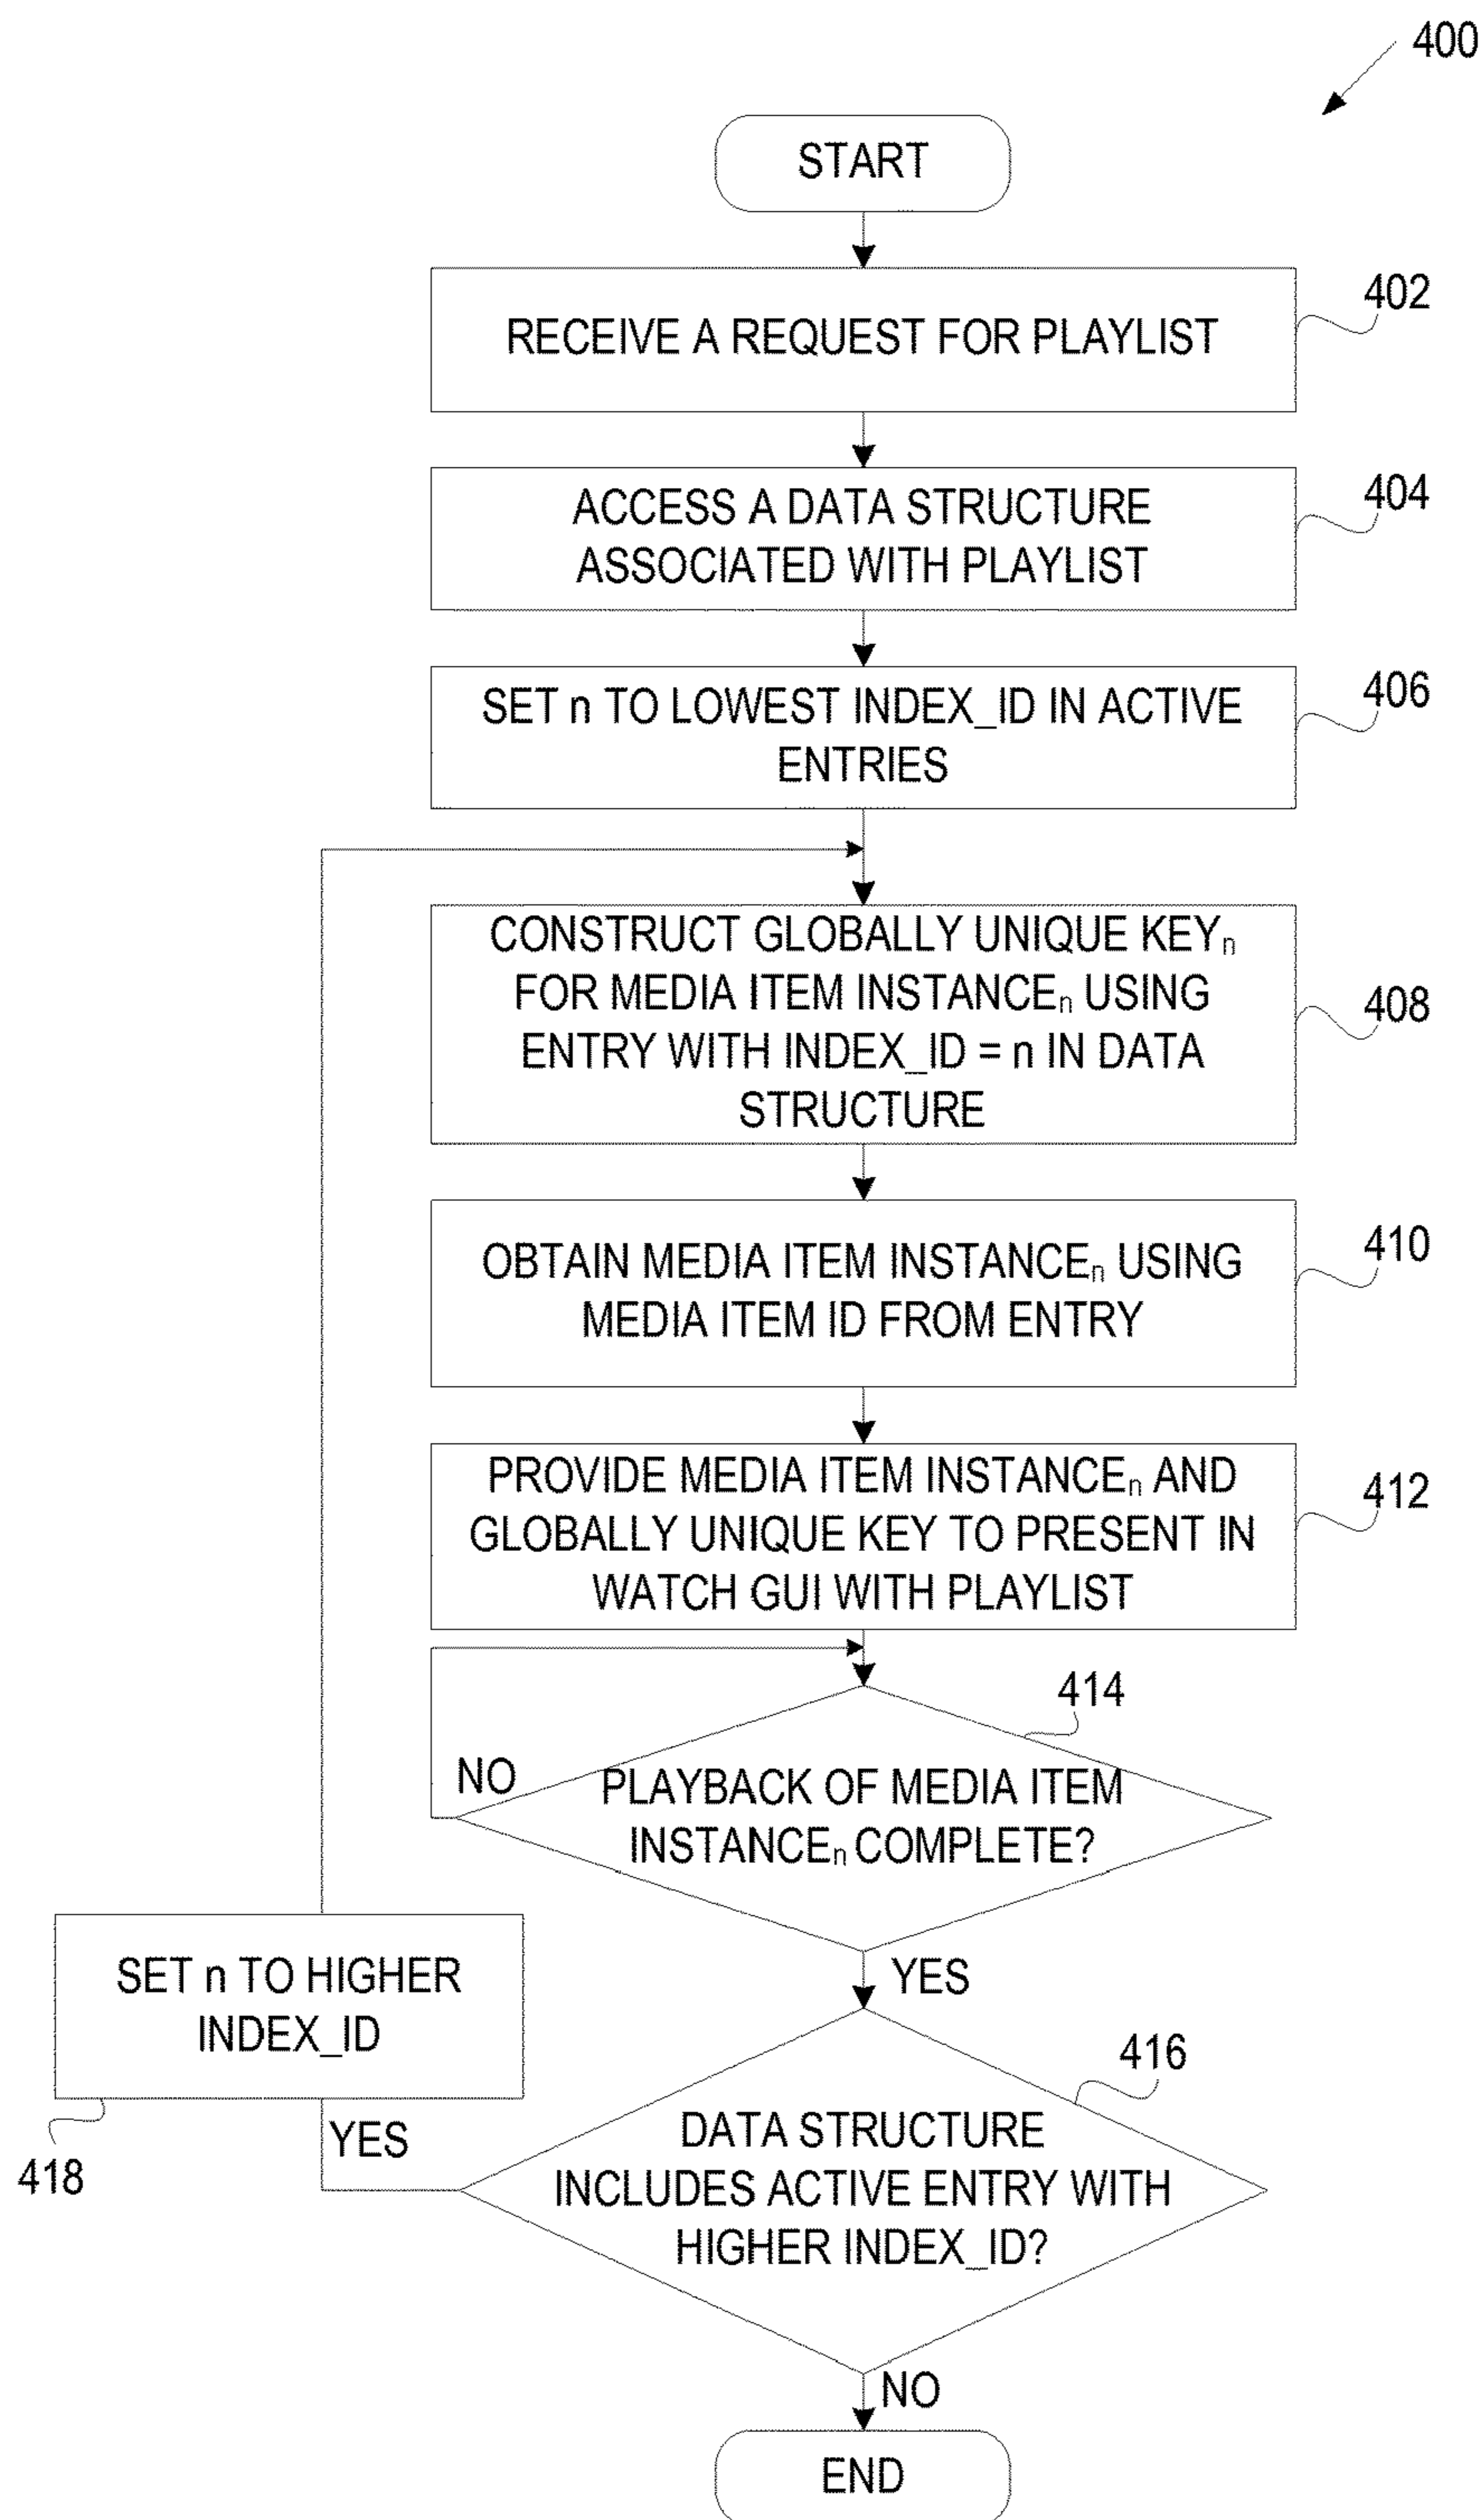 400
START
RECEIVE A REQUEST FOR PLAYLIST
402
ACCESS A DATA STRUCTURE
ASSOCIATED WITH PLAYLIST
404
SET n TO LOWEST INDEX_ID IN ACTIVE
ENTRIES
406
CONSTRUCT GLOBALLY UNIQUE KEYn
FOR MEDIA ITEM INSTANCEn USING
ENTRY WITH INDEX_ID = n IN DATA
STRUCTURE
408
OBTAIN MEDIA ITEM INSTANCEn USING
MEDIA ITEM ID FROM ENTRY
410
PROVIDE MEDIA ITEM INSTANCEn AND
GLOBALLY UNIQUE KEY TO PRESENT IN
WATCH GUI WITH PLAYLIST
412
414
NO
PLAYBACK OF MEDIA ITEM
INSTANCEn COMPLETE?
YES
SET n TO HIGHER
INDEX_ID
418
YES
416
DATA STRUCTURE
INCLUDES ACTIVE ENTRY WITH
HIGHER INDEX_ID?
NO
END